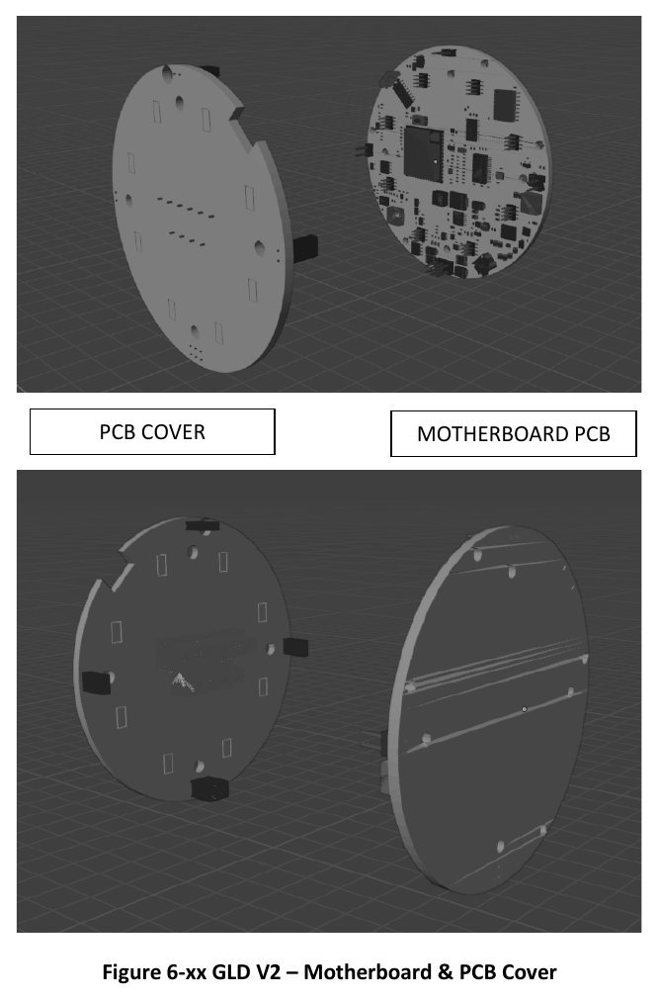 PCB COVER
MOTHERBOARD PCB
Figure 6-xx GLD V2 – Motherboard & PCB Cover